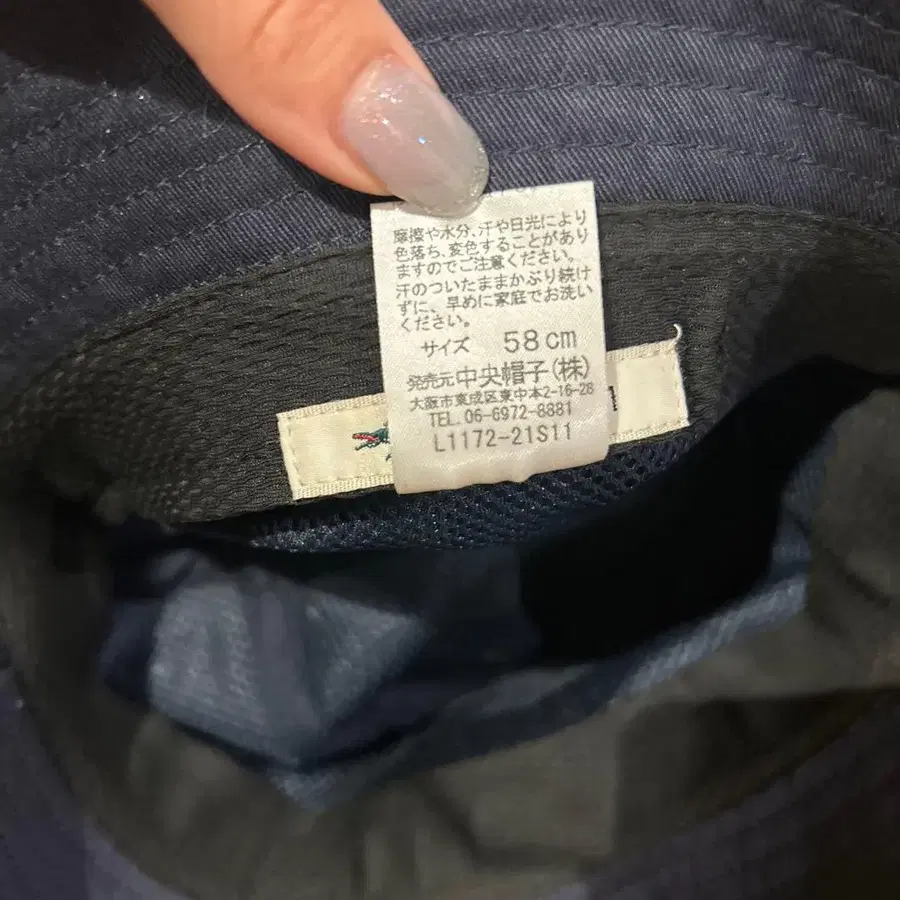 摩擦や水分、汗や日光により
色落ち、変色することがあり
ますのでご注意ください。
汗のついたままかぶり続け
ずに、早めに家庭でお洗い
ください。
サイズ 58cm
発売元 中央帽子(株)
大阪市東成区東中本2-16-28
TEL. 06-6972-8881
L1172-21S11